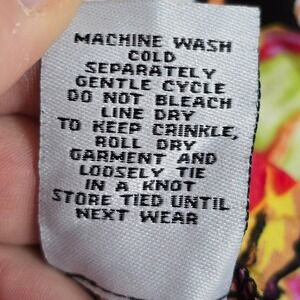 MACHINE WASH
COLD
SEPARATELY
GENTLE CYCLE
DO NOT BLEACH
LINE DRY
TO KEEP CRINKLE,
ROLL DRY
GARMENT AND
LOOSELY TIE
IN A KNOT
STORE TIED UNTIL
NEXT WEAR